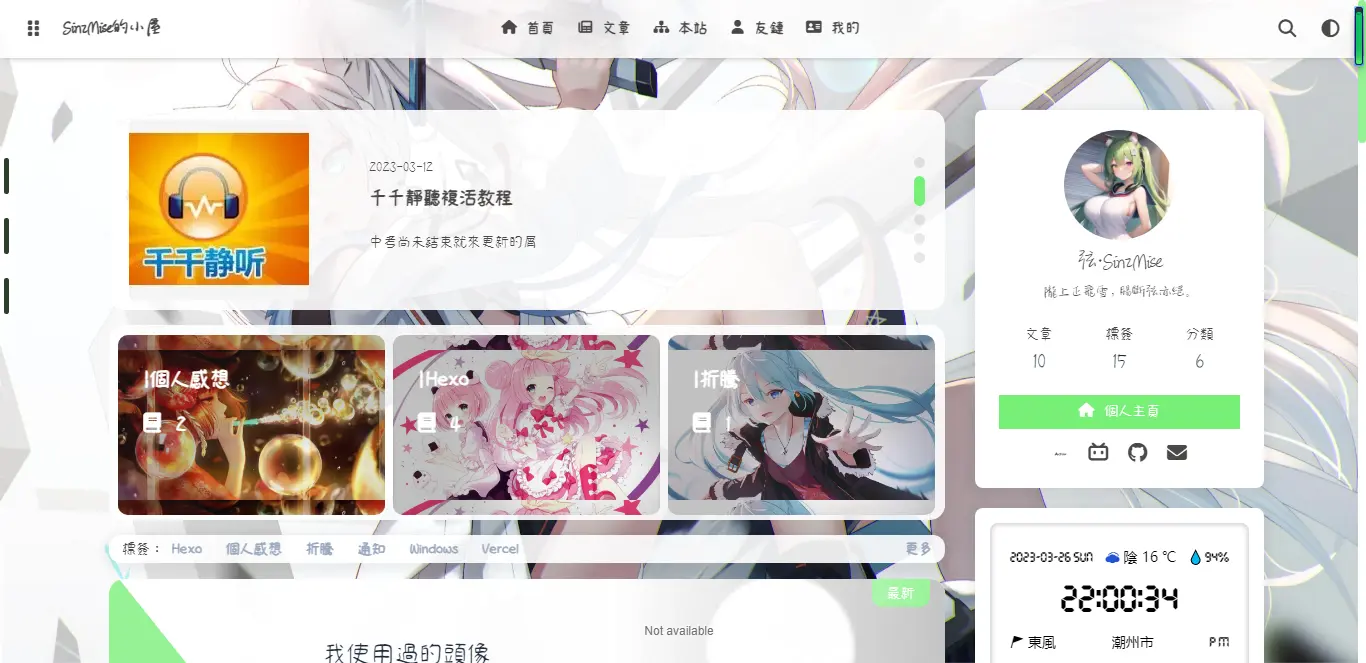 SinzMise的小屋
首頁 文章 本站 友鏈 我的
千千静听
2023-03-12
千千靜聽複活教程
中考尚未結束就來更新的屑
弦·SinzMise
隴上正飛雪，腸斷弦亦絕。
文章 標簽 分類
10 15 6
個人主頁
|個人感想
2
|Hexo
4
|折騰
1
標簽： Hexo 個人感想 折騰 通知 Windows Vercel 更多
2023-03-26 SUN 陰 16 ℃ 94%
22:00:34
東風 潮州市 PM
最新
Not available
我使用過的頭像